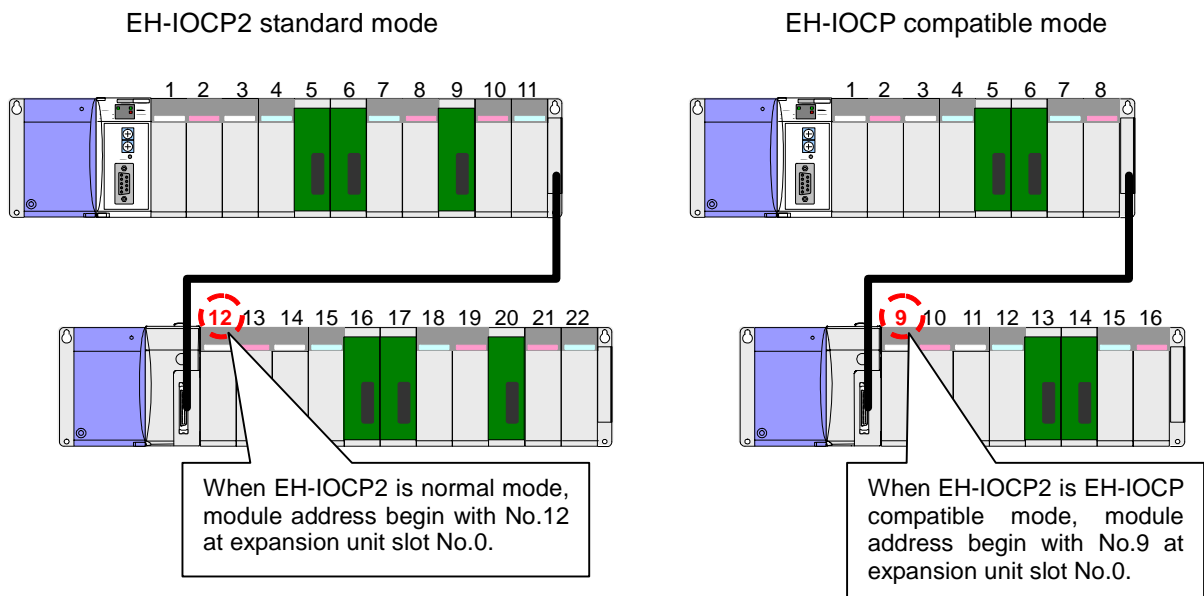 EH-IOCP2 standard mode
EH-IOCP compatible mode
1 2 3 4 5 6 7 8 9 10 11
1 2 3 4 5 6 7 8
12 13 14 15 16 17 18 19 20 21 22
9 10 11 12 13 14 15 16
When EH-IOCP2 is normal mode,
module address begin with No.12
at expansion unit slot No.0.
When EH-IOCP2 is EH-IOCP
compatible mode, module
address begin with No.9 at
expansion unit slot No.0.